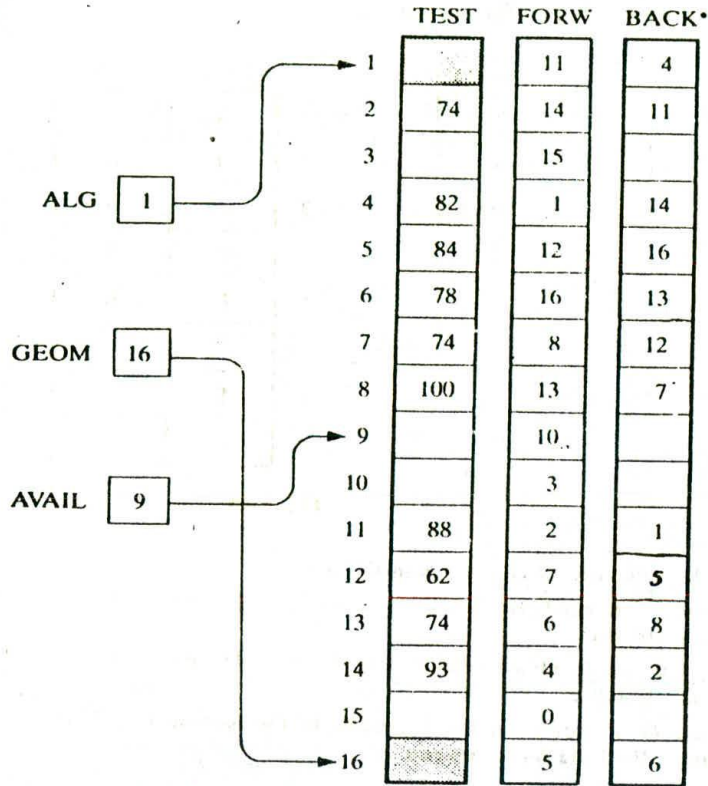 TEST FORW BACK•
1 11 4
2 74 14 11
3 15
ALG 1 4 82 1 14
5 84 12 16
6 78 16 13
GEOM 16 7 74 8 12
8 100 13 7
9 10
AVAIL 9 10 3
11 88 2 1
12 62 7 5
13 74 6 8
14 93 4 2
15 0
16 5 6